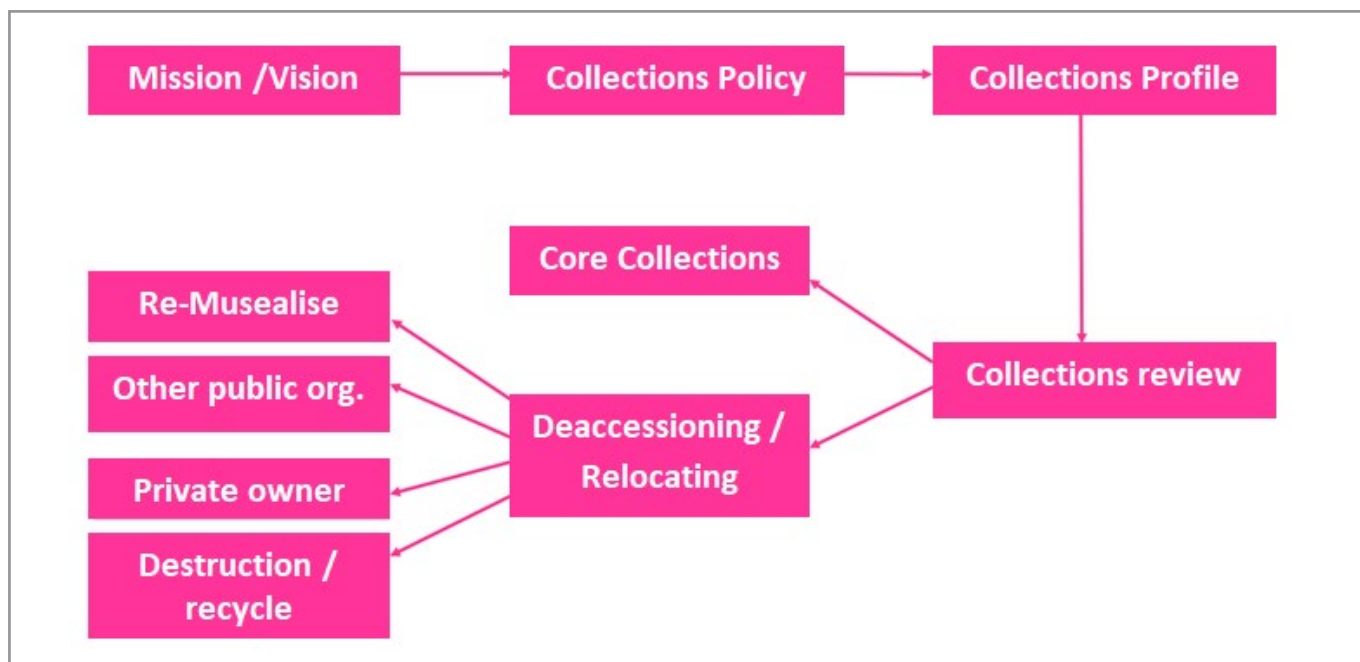 Mission /Vision
Collections Policy
Collections Profile
Core Collections
Re-Musealise
Collections review
Other public org.
Deaccessioning /
Relocating
Private owner
Destruction /
recycle